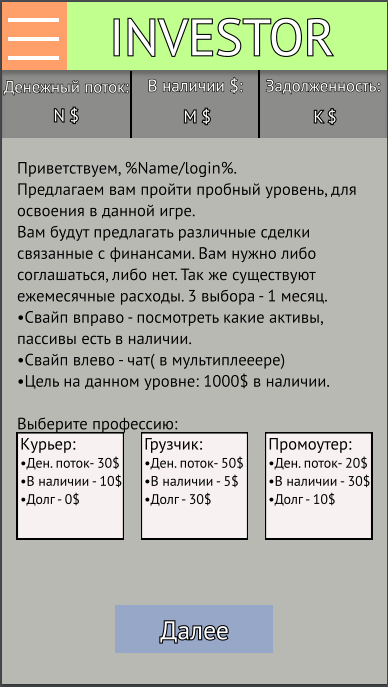 INVESTOR
Денежный поток: В наличии $: Задолженность:
N $ M $ K $
Приветствуем, %Name/login%.
Предлагаем вам пройти пробный уровень, для
освоения в данной игре.
Вам будут предлагать различные сделки
связанные с финансами. Вам нужно либо
соглашаться, либо нет. Так же существуют
ежемесячные расходы. 3 выбора - 1 месяц.
•Свайп вправо - посмотреть какие активы,
пассивы есть в наличии.
•Свайп влево - чат( в мультиплееере)
•Цель на данном уровне: 1000$ в наличии.
Выберите профессию:
Курьер:
•Ден. поток- 30$
•В наличии - 10$
•Долг - 0$
Грузчик:
•Ден. поток- 50$
•В наличии - 5$
•Долг - 30$
Промоутер:
•Ден. поток- 20$
•В наличии - 30$
•Долг - 10$
Далее